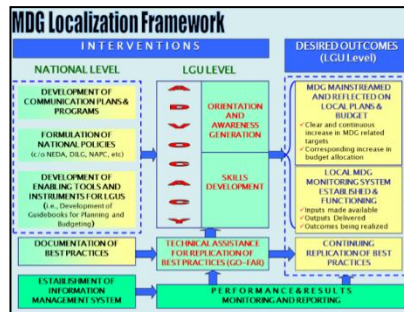 MDG Localization Framework
INTERVENTIONS
DESIRED OUTCOMES
(LGU Level)
NATIONAL LEVEL
LGU LEVEL
DEVELOPMENT OF
COMMUNICATION PLANS &
PROGRAMS
FORMULATION OF
NATIONAL POLICIES
(c/o NEDA, DILG, NAPC, etc)
DEVELOPMENT OF
ENABLING TOOLS AND
INSTRUMENTS FOR LGUS
(i.e., Development of
Guidebooks for Planning and
Budgeting)
DOCUMENTATION OF
BEST PRACTICES
ESTABLISHMENT OF
INFORMATION
MANAGEMENT SYSTEM
A
D
V
O
C
A
C
Y
ORIENTATION
AND
AWARENESS
GENERATION
SKILLS
DEVELOPMENT
TECHNICAL ASSISTANCE
FOR REPLICATION OF
BEST PRACTICES (GO-FAR)
PERFORMANCE & RESULTS
MONITORING AND REPORTING
MDG MAINSTREAMED
AND REFLECTED ON
LOCAL PLANS &
BUDGET
✓Clear and continuous
increase in MDG related
targets
✓Corresponding increase in
budget allocation
LOCAL MDG
MONITORING SYSTEM
ESTABLISHED &
FUNCTIONING
✓Inputs made available
✓Outputs Delivered
✓Outcomes being realized
CONTINUING
REPLICATION OF BEST
PRACTICES